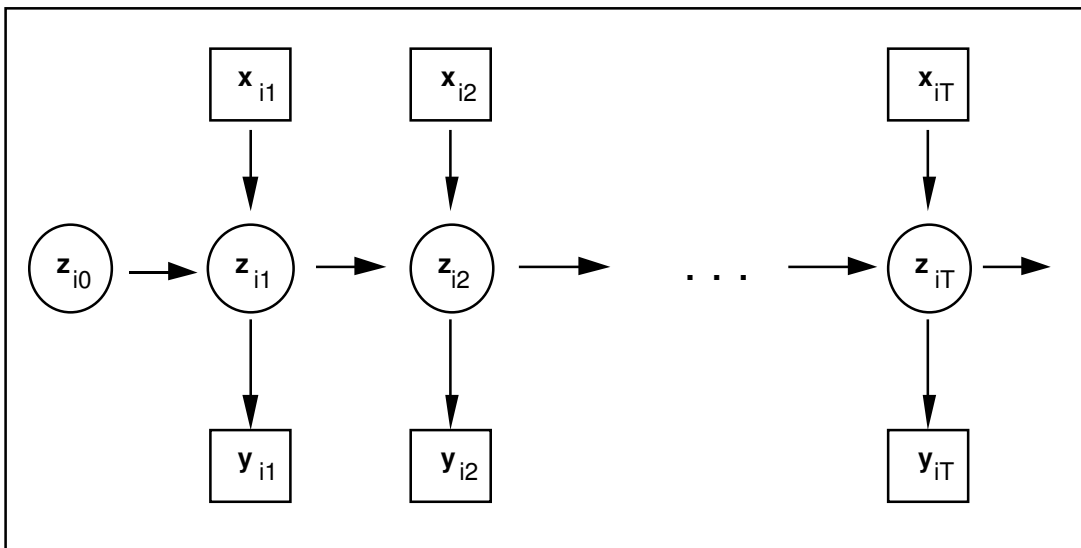 x i1 x i2 x iT
z i0 z i1 z i2 . . . z iT
y i1 y i2 y iT